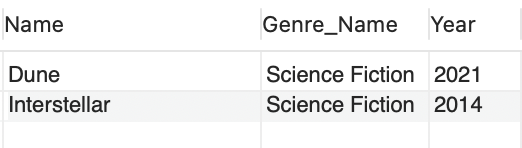 Name Genre_Name Year
Dune Science Fiction 2021
Interstellar Science Fiction 2014